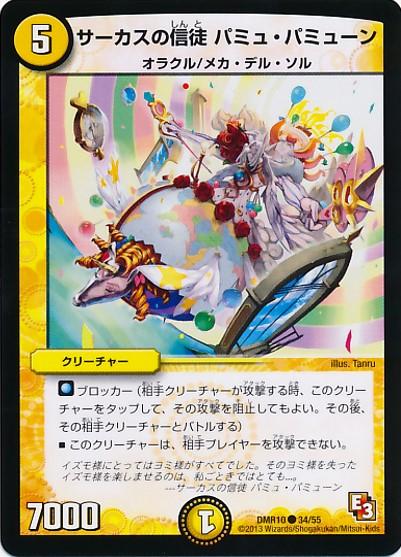 5
サーカスの信徒 パミュ・パミューン
しんと
オラクル/メカ・デル・ソル
illus. Tanru
クリーチャー
ブロッカー (相手クリーチャーが攻撃する時、このクリ
ーチャーをタップして、その攻撃を阻止してもよい。その後、
その相手クリーチャーとバトルする)
■ このクリーチャーは、相手プレイヤーを攻撃できない。
イズモ様にとってはヨミ様がすべてでした。そのヨミ様を失った
イズモ様を楽しませるのは、私ごときではとても…。
---サーカスの信徒 パミュ・パミューン
7000
1
E3
DMR10 ● 34/55
©2013 Wizards/Shogakukan/Mitsui-Kids